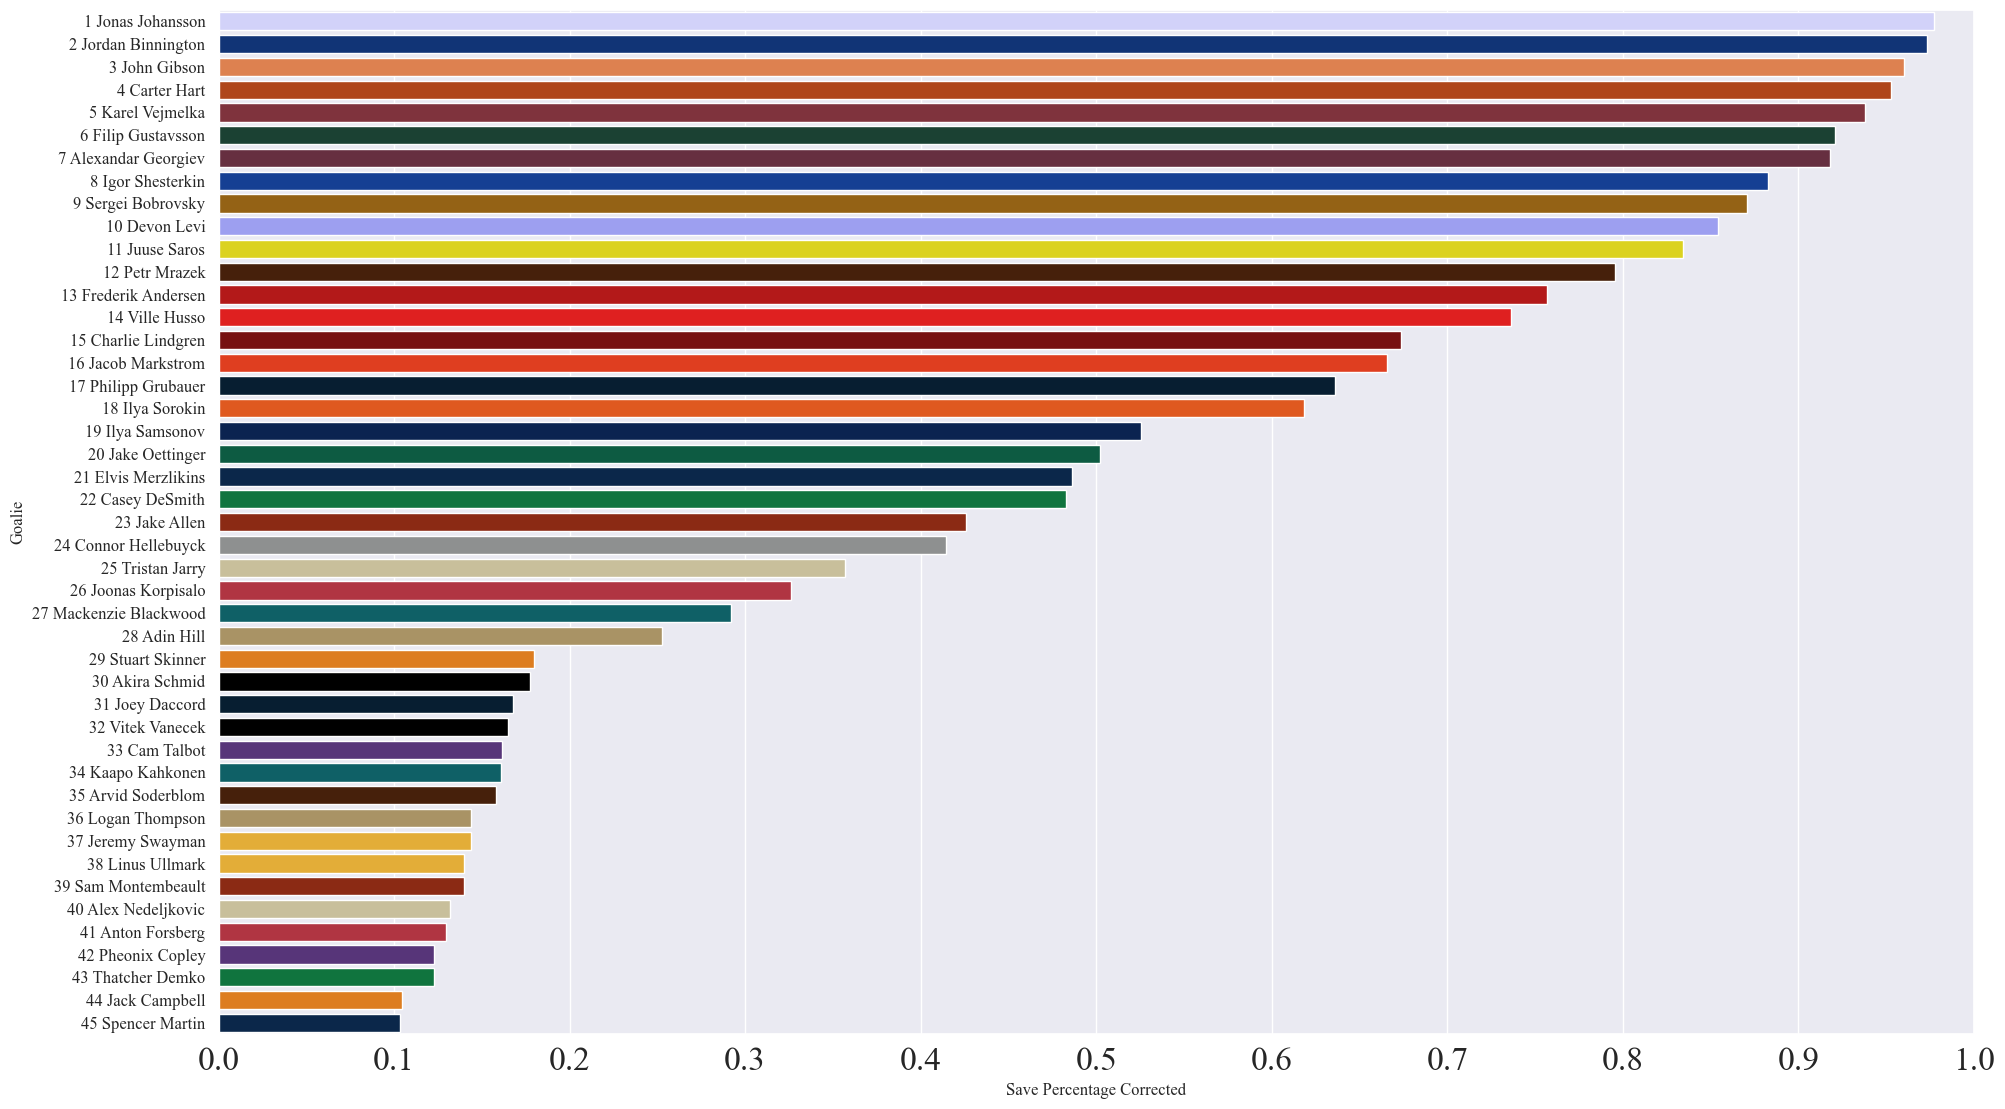 1 Jonas Johansson
2 Jordan Binnington
3 John Gibson
4 Carter Hart
5 Karel Vejmelka
6 Filip Gustavsson
7 Alexandar Georgiev
8 Igor Shesterkin
9 Sergei Bobrovsky
10 Devon Levi
11 Juuse Saros
12 Petr Mrazek
13 Frederik Andersen
14 Ville Husso
15 Charlie Lindgren
16 Jacob Markstrom
17 Philipp Grubauer
18 Ilya Sorokin
19 Ilya Samsonov
20 Jake Oettinger
21 Elvis Merzlikins
22 Casey DeSmith
23 Jake Allen
24 Connor Hellebuyck
25 Tristan Jarry
26 Joonas Korpisalo
27 Mackenzie Blackwood
28 Adin Hill
29 Stuart Skinner
30 Akira Schmid
31 Joey Daccord
32 Vitek Vanecek
33 Cam Talbot
34 Kaapo Kahkonen
35 Arvid Soderblom
36 Logan Thompson
37 Jeremy Swayman
38 Linus Ullmark
39 Sam Montembeault
40 Alex Nedeljkovic
41 Anton Forsberg
42 Pheonix Copley
43 Thatcher Demko
44 Jack Campbell
45 Spencer Martin
Goalie
0.0 0.1 0.2 0.3 0.4 0.5 0.6 0.7 0.8 0.9 1.0
Save Percentage Corrected